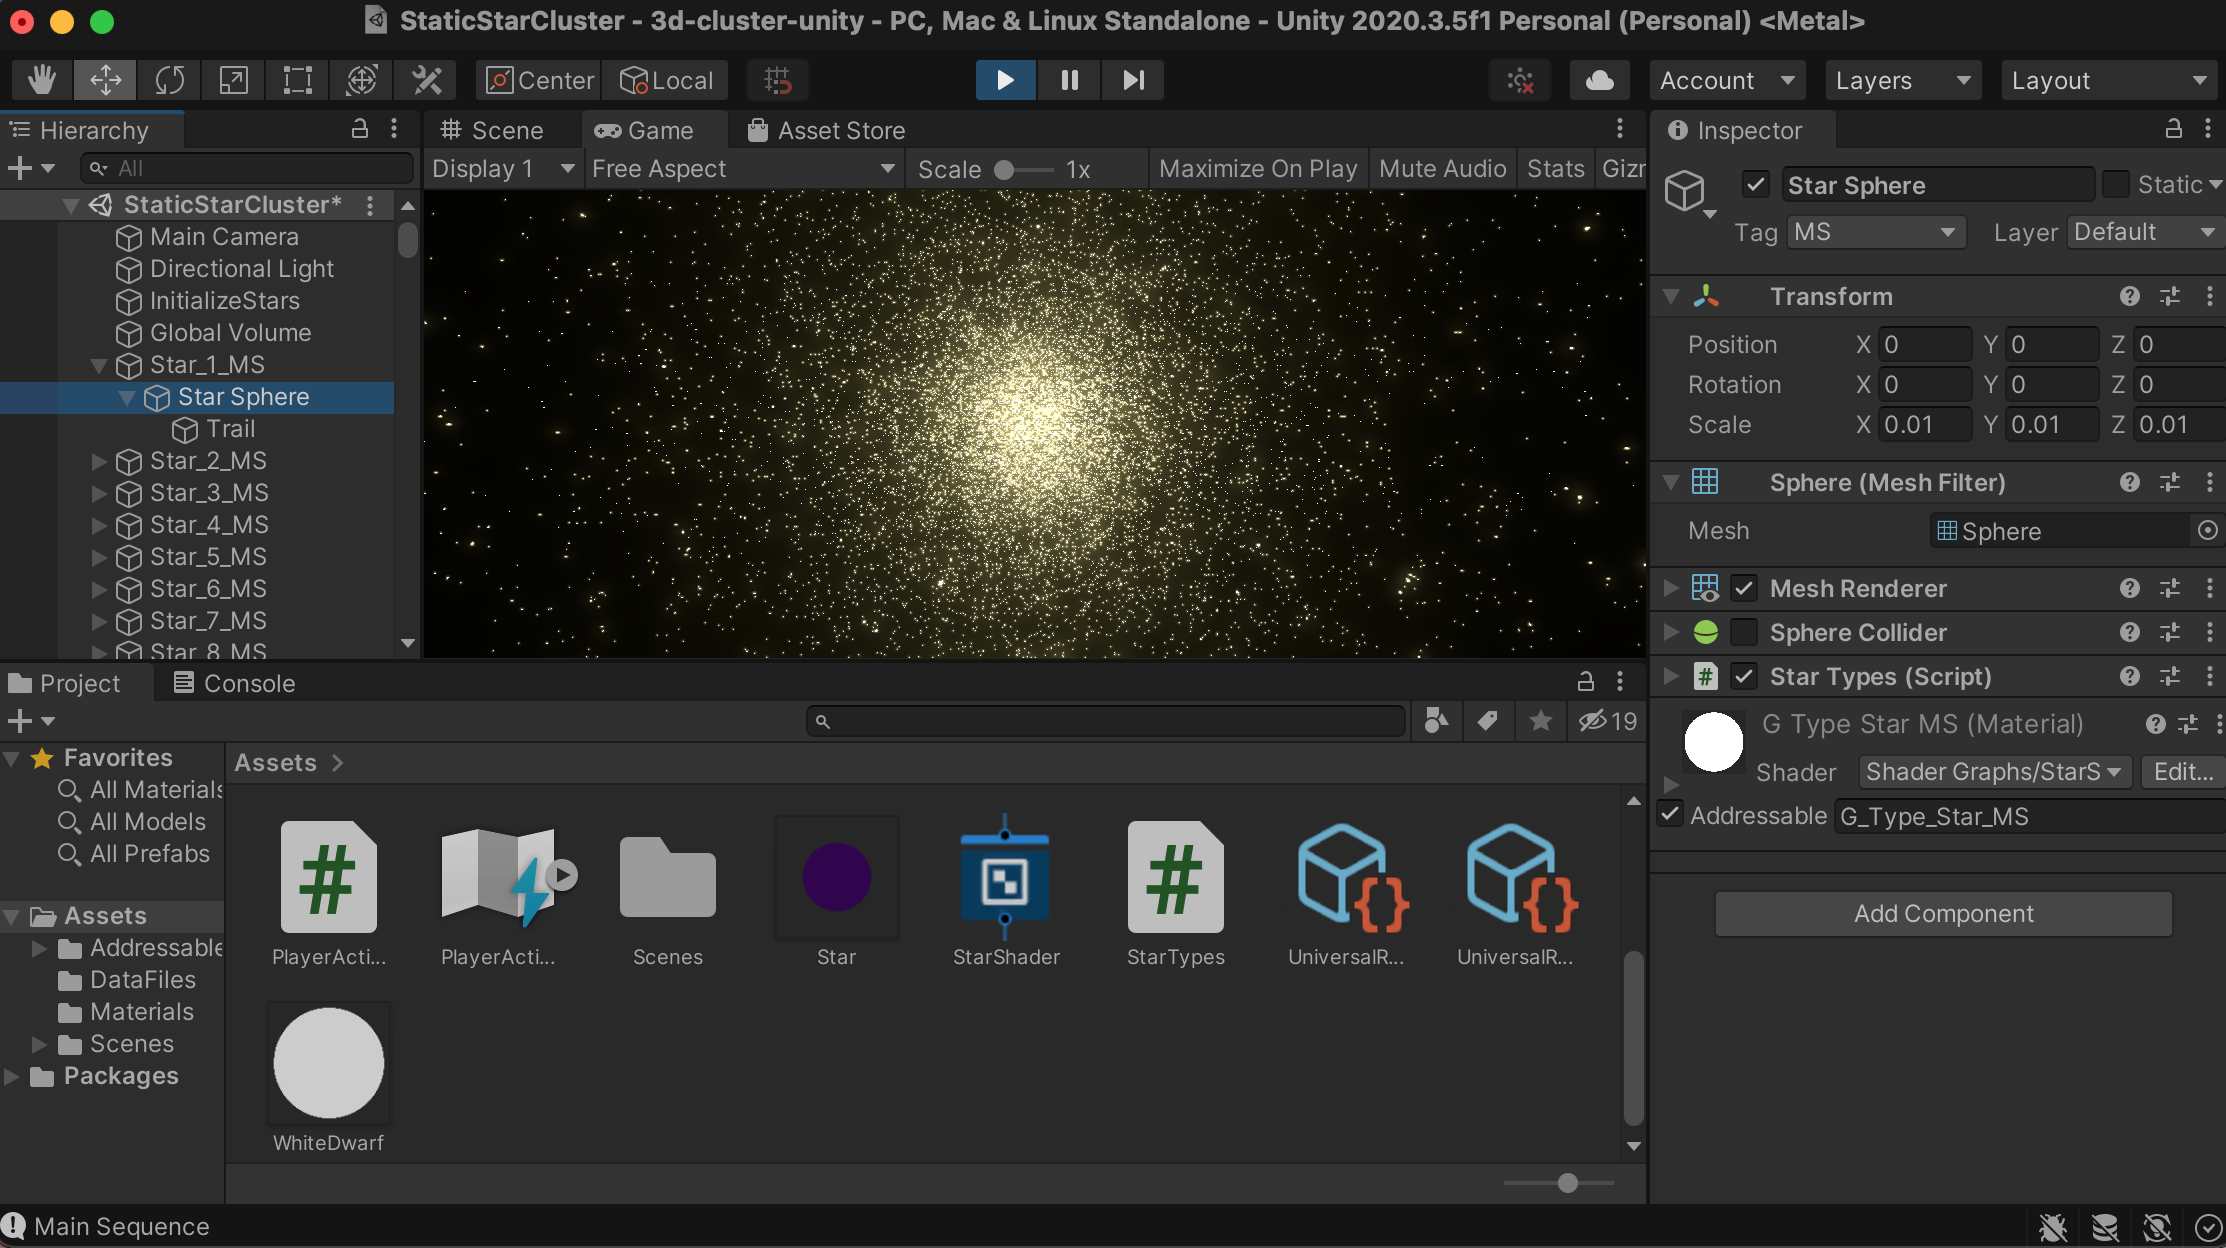 StaticStarCluster - 3d-cluster-unity - PC, Mac & Linux Standalone - Unity 2020.3.5f1 Personal (Personal) <Metal>
Center Local Account Layers Layout
Hierarchy
All
StaticStarCluster*
Main Camera
Directional Light
InitializeStars
Global Volume
Star_1_MS
Star Sphere
Trail
Star_2_MS
Star_3_MS
Star_4_MS
Star_5_MS
Star_6_MS
Star_7_MS
Star_8_MS
Scene Game Asset Store
Display 1 Free Aspect Scale 1x Maximize On Play Mute Audio Stats Gizr
Inspector
Star Sphere Static
Tag MS Layer Default
Transform
Position X 0 Y 0 Z 0
Rotation X 0 Y 0 Z 0
Scale X 0.01 Y 0.01 Z 0.01
Sphere (Mesh Filter)
Mesh Sphere
Mesh Renderer
Sphere Collider
# Star Types (Script)
G Type Star MS (Material)
Shader Shader Graphs/StarS Edit...
Addressable G_Type_Star_MS
Add Component
Project Console
19
Favorites
All Materials
All Models
All Prefabs
Assets
Addressable
DataFiles
Materials
Scenes
Packages
Assets >
# # {} {}
PlayerActi... PlayerActi... Scenes Star StarShader StarTypes UniversalR... UniversalR...
WhiteDwarf
Main Sequence